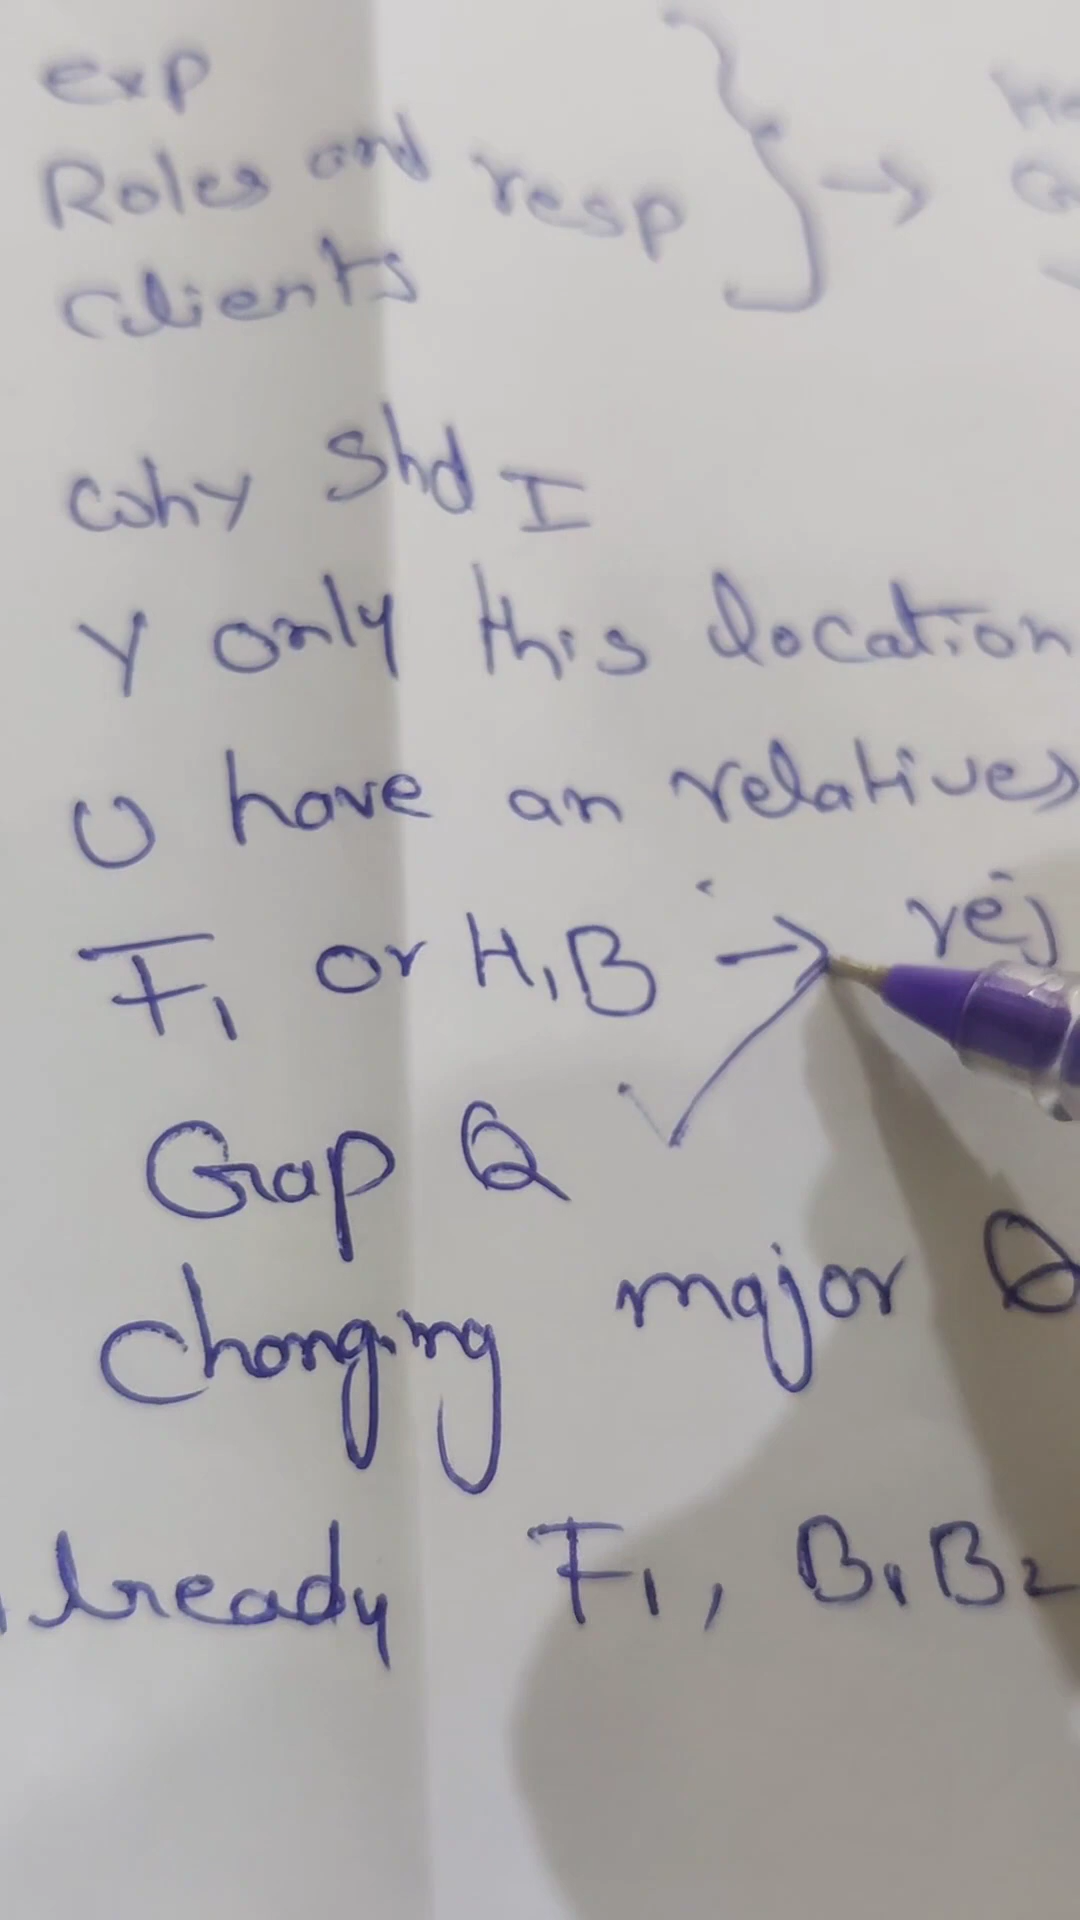 exp
Roles and resp } → He
clients
why shd I
Y only this location
U have an relatives
F1 or H1B → rej
Gap Q
changing major Q
lready F1, B1B2